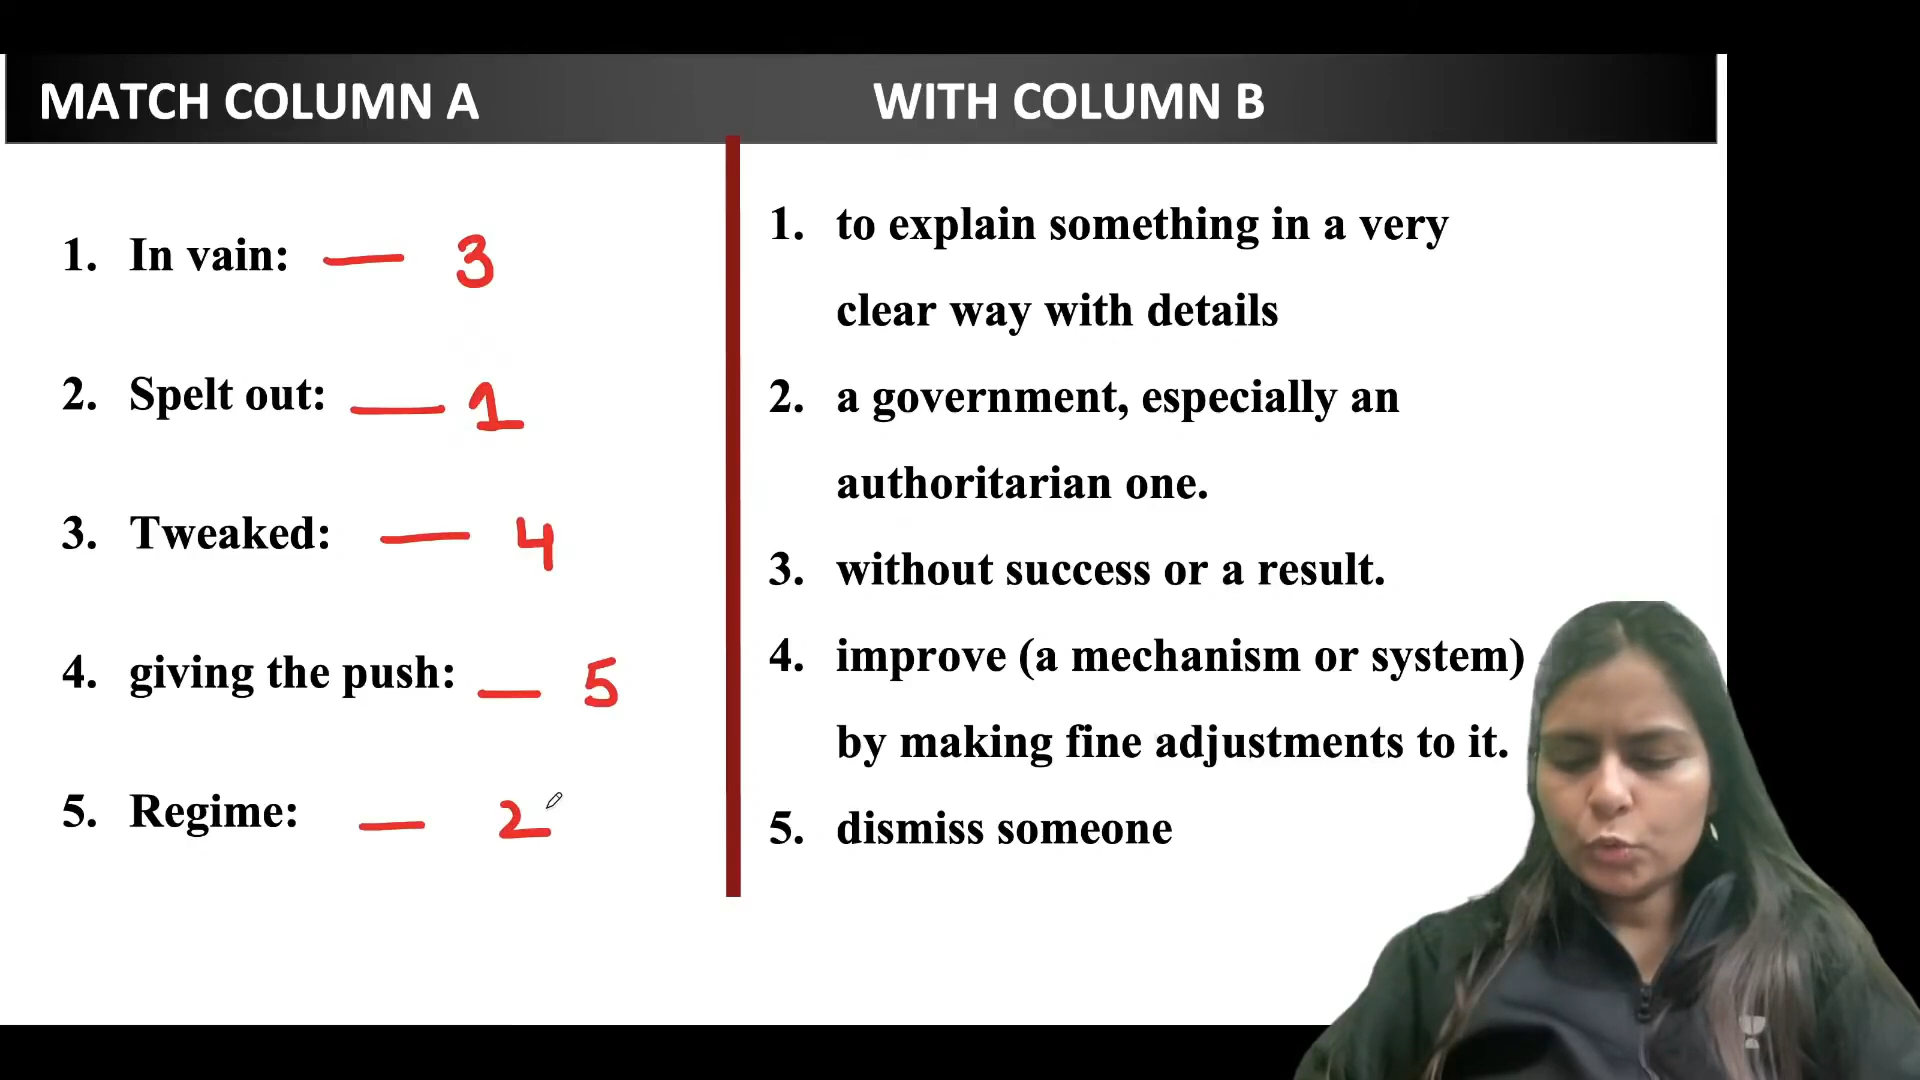 MATCH COLUMN A WITH COLUMN B
1. In vain: — 3
2. Spelt out: — 1
3. Tweaked: — 4
4. giving the push: — 5
5. Regime: — 2
1. to explain something in a very
clear way with details
2. a government, especially an
authoritarian one.
3. without success or a result.
4. improve (a mechanism or system)
by making fine adjustments to it.
5. dismiss someone